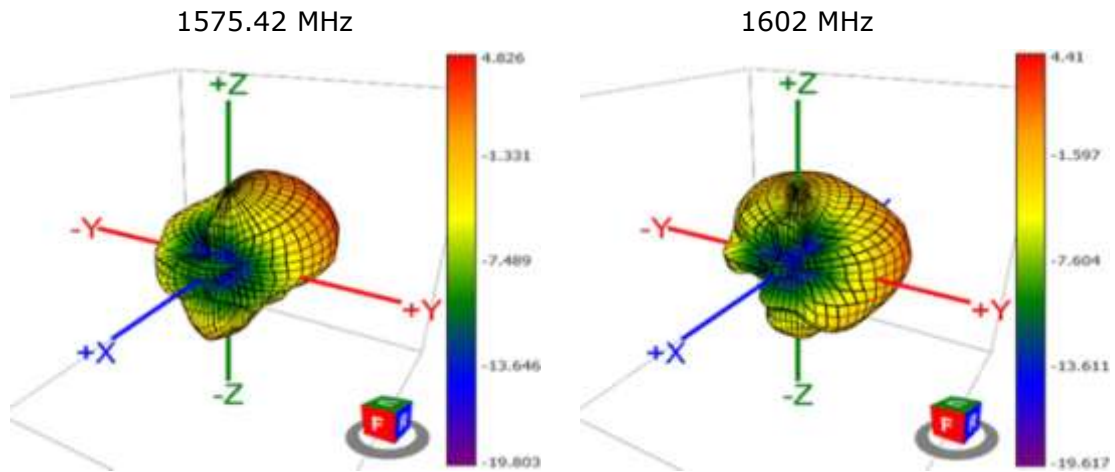 1575.42 MHz
1602 MHz
4.826
-1.331
-7.489
-13.646
-19.803
+Z
-Y
+Y
+X
-Z
F
4.41
-1.597
-7.604
-13.611
-19.617
+Z
-Y
+Y
+X
-Z
F